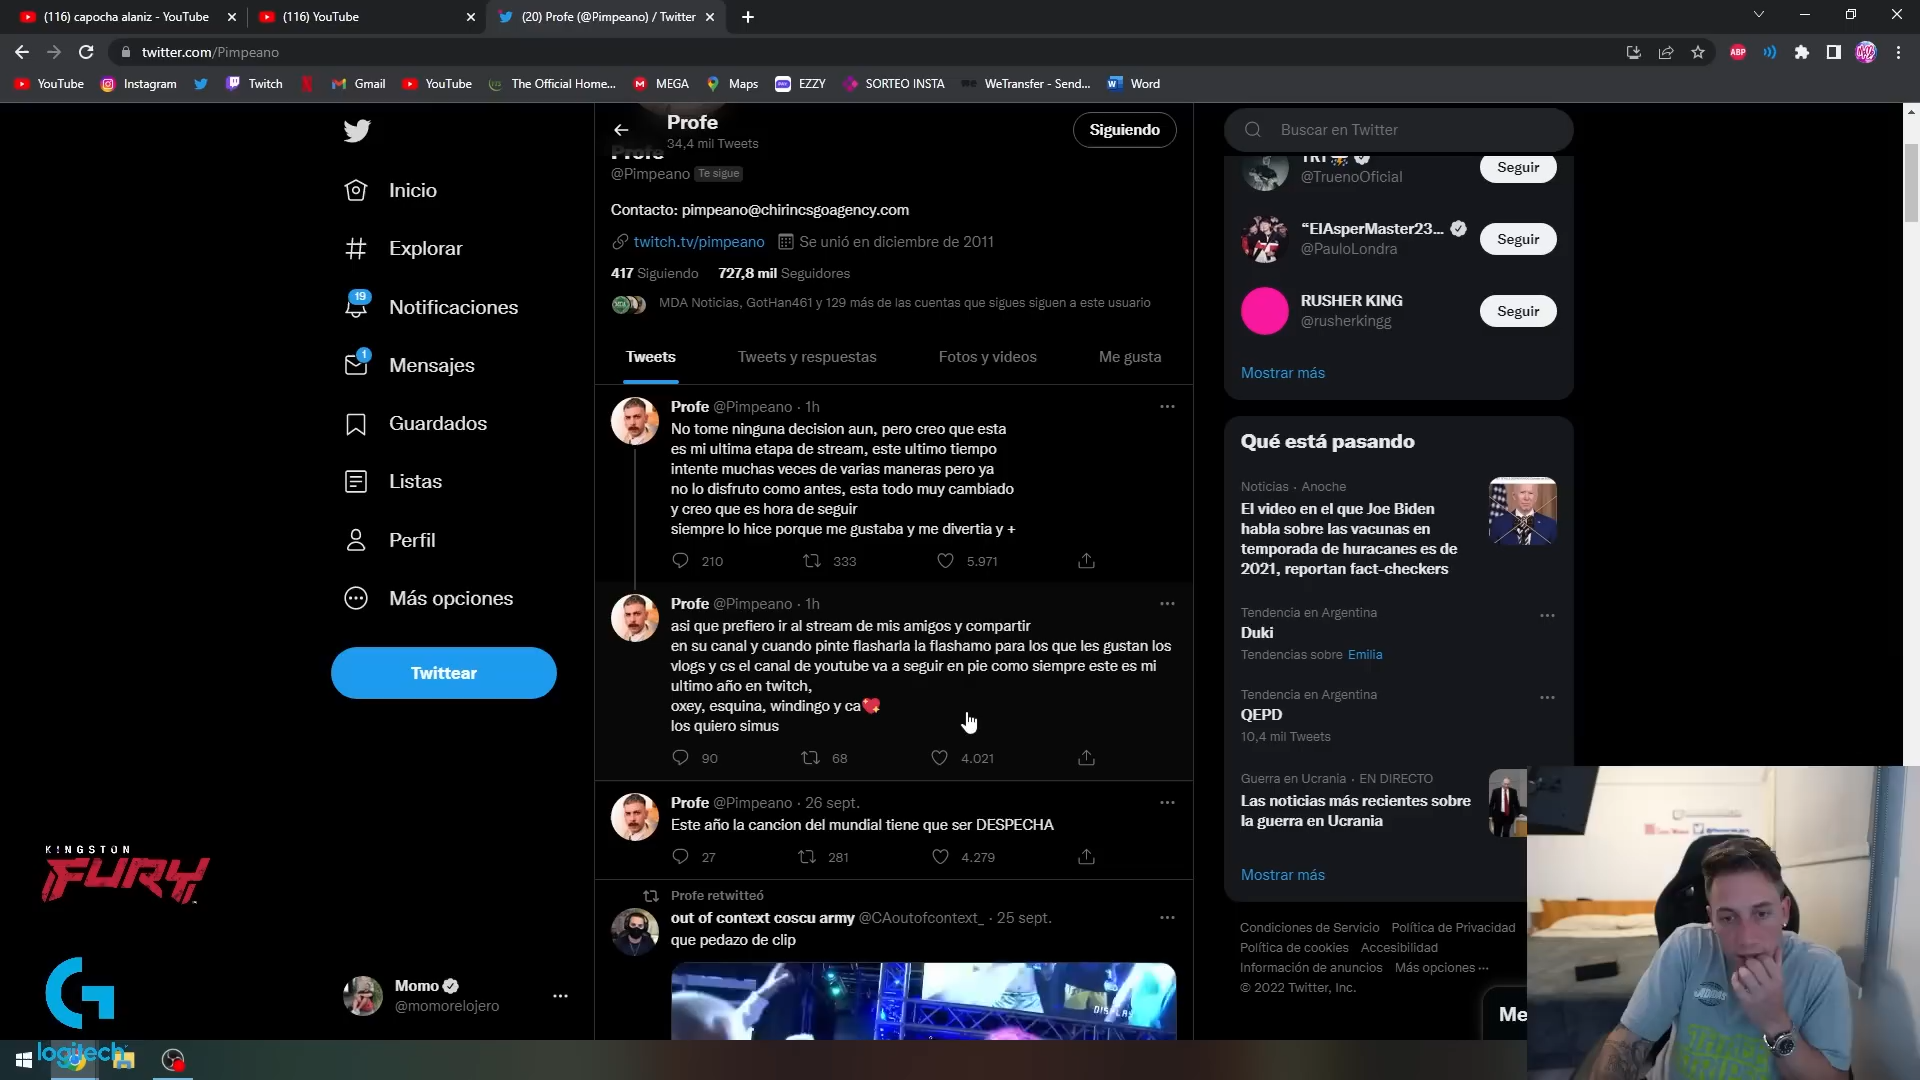 (116) capocha alaniz - YouTube
(116) YouTube
(20) Profe (@Pimpeano) / Twitter
twitter.com/Pimpeano
ABP
YouTube
Instagram
Twitch
Gmail
YouTube
The Official Home...
MEGA
Maps
EZZY
SORTEO INSTA
WeTransfer - Send...
Word
Inicio
Explorar
19
Notificaciones
1
Mensajes
Guardados
Listas
Perfil
Más opciones
Twittear
KINGSTON
FURY
logitech
Momo
@momorelojero
Profe
34,4 mil Tweets
Siguiendo
Profe
@Pimpeano Te sigue
Contacto: pimpeano@chirincsgoagency.com
twitch.tv/pimpeano Se unió en diciembre de 2011
417 Siguiendo 727,8 mil Seguidores
MDA Noticias, GotHan461 y 129 más de las cuentas que sigues siguen a este usuario
Tweets
Tweets y respuestas
Fotos y videos
Me gusta
Profe @Pimpeano · 1h
No tome ninguna decision aun, pero creo que esta
es mi ultima etapa de stream, este ultimo tiempo
intente muchas veces de varias maneras pero ya
no lo disfruto como antes, esta todo muy cambiado
y creo que es hora de seguir
siempre lo hice porque me gustaba y me divertia y +
210 333 5.971
Profe @Pimpeano · 1h
asi que prefiero ir al stream de mis amigos y compartir
en su canal y cuando pinte flasharla la flashamo para los que les gustan los
vlogs y cs el canal de youtube va a seguir en pie como siempre este es mi
ultimo año en twitch,
oxey, esquina, windingo y ca💖
los quiero simus
90 68 4.021
Profe @Pimpeano · 26 sept.
Este año la cancion del mundial tiene que ser DESPECHA
27 281 4.279
Profe retwitteó
out of context coscu army @CAoutofcontext_ · 25 sept.
que pedazo de clip
Buscar en Twitter
@TruenoOficial
Seguir
“ElAsperMaster23...
@PauloLondra
Seguir
RUSHER KING
@rusherkingg
Seguir
Mostrar más
Qué está pasando
Noticias · Anoche
El video en el que Joe Biden
habla sobre las vacunas en
temporada de huracanes es de
2021, reportan fact-checkers
Tendencia en Argentina
Duki
Tendencias sobre Emilia
Tendencia en Argentina
QEPD
10,4 mil Tweets
Guerra en Ucrania · EN DIRECTO
Las noticias más recientes sobre
la guerra en Ucrania
Mostrar más
Condiciones de Servicio Política de Privacidad
Política de cookies Accesibilidad
Información de anuncios Más opciones ···
© 2022 Twitter, Inc.
Me